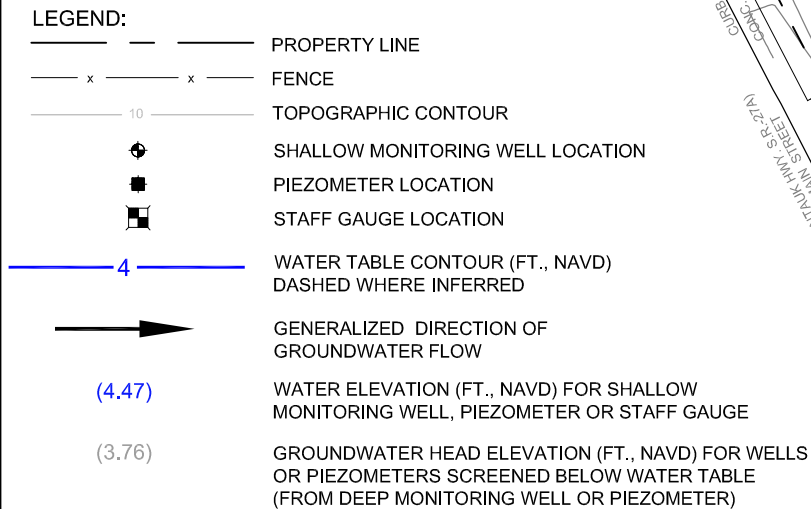 LEGEND:
PROPERTY LINE
x x FENCE
10 TOPOGRAPHIC CONTOUR
SHALLOW MONITORING WELL LOCATION
PIEZOMETER LOCATION
STAFF GAUGE LOCATION
4 WATER TABLE CONTOUR (FT., NAVD)
DASHED WHERE INFERRED
GENERALIZED DIRECTION OF
GROUNDWATER FLOW
(4.47) WATER ELEVATION (FT., NAVD) FOR SHALLOW
MONITORING WELL, PIEZOMETER OR STAFF GAUGE
(3.76) GROUNDWATER HEAD ELEVATION (FT., NAVD) FOR WELLS
OR PIEZOMETERS SCREENED BELOW WATER TABLE
(FROM DEEP MONITORING WELL OR PIEZOMETER)
CONC.
CURB
NTAUK HWY. S.R.-27A)
AIN STREET